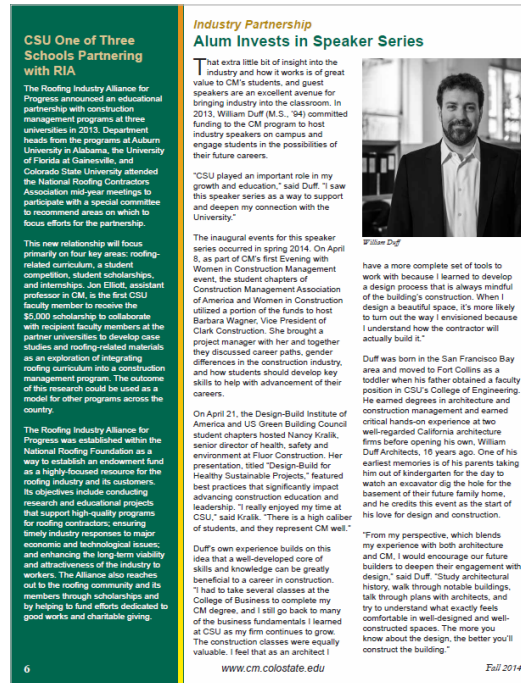 CSU One of Three
Schools Partnering
with RIA
The Roofing Industry Alliance for
Progress announced an educational
partnership with construction
management programs at three
universities in 2013. Department
heads from the programs at Auburn
University in Alabama, the University
of Florida at Gainesville, and
Colorado State University attended
the National Roofing Contractors
Association mid-year meetings to
participate with a special committee
to recommend areas on which to
focus efforts for the partnership.
This new relationship will focus
primarily on four key areas: roofing-
related curriculum, a student
competition, student scholarships,
and internships. Jon Elliott, assistant
professor in CM, is the first CSU
faculty member to receive the
$5,000 scholarship to collaborate
with recipient faculty members at the
partner universities to develop case
studies and roofing-related materials
as an exploration of integrating
roofing curriculum into a construction
management program. The outcome
of this research could be used as a
model for other programs across the
country.
The Roofing Industry Alliance for
Progress was established within the
National Roofing Foundation as a
way to establish an endowment fund
as a highly-focused resource for the
roofing industry and its customers.
Its objectives include conducting
research and educational projects
that support high-quality programs
for roofing contractors; ensuring
timely industry responses to major
economic and technological issues;
and enhancing the long-term viability
and attractiveness of the industry to
workers. The Alliance also reaches
out to the roofing community and its
members through scholarships and
by helping to fund efforts dedicated to
good works and charitable giving.
6
Industry Partnership
Alum Invests in Speaker Series
That extra little bit of insight into the
industry and how it works is of great
value to CM's students, and guest
speakers are an excellent avenue for
bringing industry into the classroom. In
2013, William Duff (M.S., '94) committed
funding to the CM program to host
industry speakers on campus and
engage students in the possibilities of
their future careers.
"CSU played an important role in my
growth and education," said Duff. "I saw
this speaker series as a way to support
and deepen my connection with the
University."
The inaugural events for this speaker
series occurred in spring 2014. On April
8, as part of CM's first Evening with
Women in Construction Management
event, the student chapters of
Construction Management Association
of America and Women in Construction
utilized a portion of the funds to host
Barbara Wagner, Vice President of
Clark Construction. She brought a
project manager with her and together
they discussed career paths, gender
differences in the construction industry,
and how students should develop key
skills to help with advancement of their
careers.
On April 21, the Design-Build Institute of
America and US Green Building Council
student chapters hosted Nancy Kralik,
senior director of health, safety and
environment at Fluor Construction. Her
presentation, titled "Design-Build for
Healthy Sustainable Projects," featured
best practices that significantly impact
advancing construction education and
leadership. "I really enjoyed my time at
CSU," said Kralik. "There is a high caliber
of students, and they represent CM well."
Duff's own experience builds on this
idea that a well-developed core of
skills and knowledge can be greatly
beneficial to a career in construction.
"I had to take several classes at the
College of Business to complete my
CM degree, and I still go back to many
of the business fundamentals I learned
at CSU as my firm continues to grow.
The construction classes were equally
valuable. I feel that as an architect I
William Duff
have a more complete set of tools to
work with because I learned to develop
a design process that is always mindful
of the building's construction. When I
design a beautiful space, it's more likely
to turn out the way I envisioned because
I understand how the contractor will
actually build it."
Duff was born in the San Francisco Bay
area and moved to Fort Collins as a
toddler when his father obtained a faculty
position in CSU's College of Engineering.
He earned degrees in architecture and
construction management and earned
critical hands-on experience at two
well-regarded California architecture
firms before opening his own, William
Duff Architects, 16 years ago. One of his
earliest memories is of his parents taking
him out of kindergarten for the day to
watch an excavator dig the hole for the
basement of their future family home,
and he credits this event as the start of
his love for design and construction.
"From my perspective, which blends
my experience with both architecture
and CM, I would encourage our future
builders to deepen their engagement with
design," said Duff. "Study architectural
history, walk through notable buildings,
talk through plans with architects, and
try to understand what exactly feels
comfortable in well-designed and well-
constructed spaces. The more you
know about the design, the better you'll
construct the building."
www.cm.colostate.edu
Fall 2014